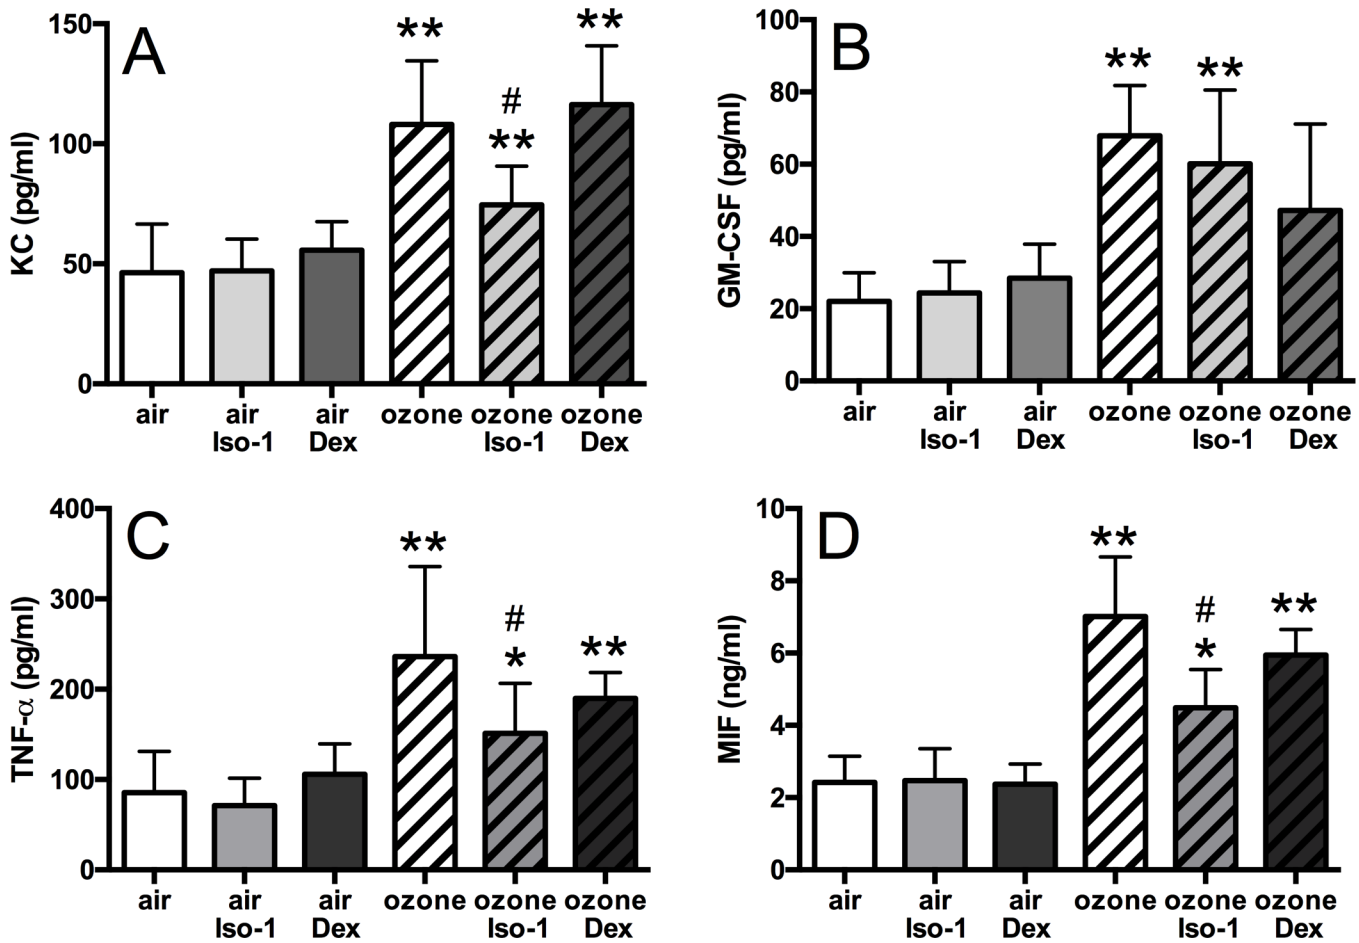 A
KC (pg/ml)
150
100
50
0
**
**
#
**
air
air
Iso-1
air
Dex
ozone
ozone
Iso-1
ozone
Dex
B
GM-CSF (pg/ml)
100
80
60
40
20
0
**
**
air
air
Iso-1
air
Dex
ozone
ozone
Iso-1
ozone
Dex
C
TNF-α (pg/ml)
400
300
200
100
0
**
#
*
**
air
air
Iso-1
air
Dex
ozone
ozone
Iso-1
ozone
Dex
D
MIF (ng/ml)
10
8
6
4
2
0
**
#
*
**
air
air
Iso-1
air
Dex
ozone
ozone
Iso-1
ozone
Dex